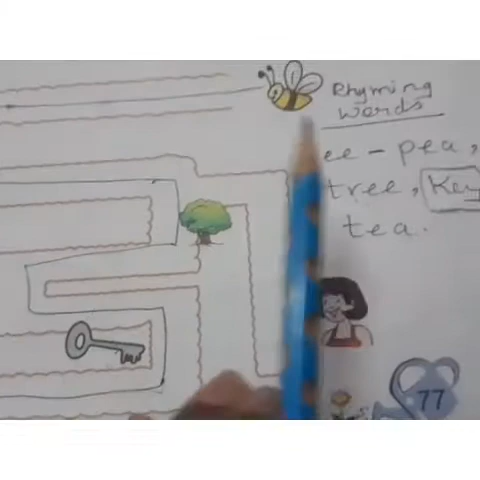 Rhyming
Words
ee - pea,
tree, Key
tea.
77